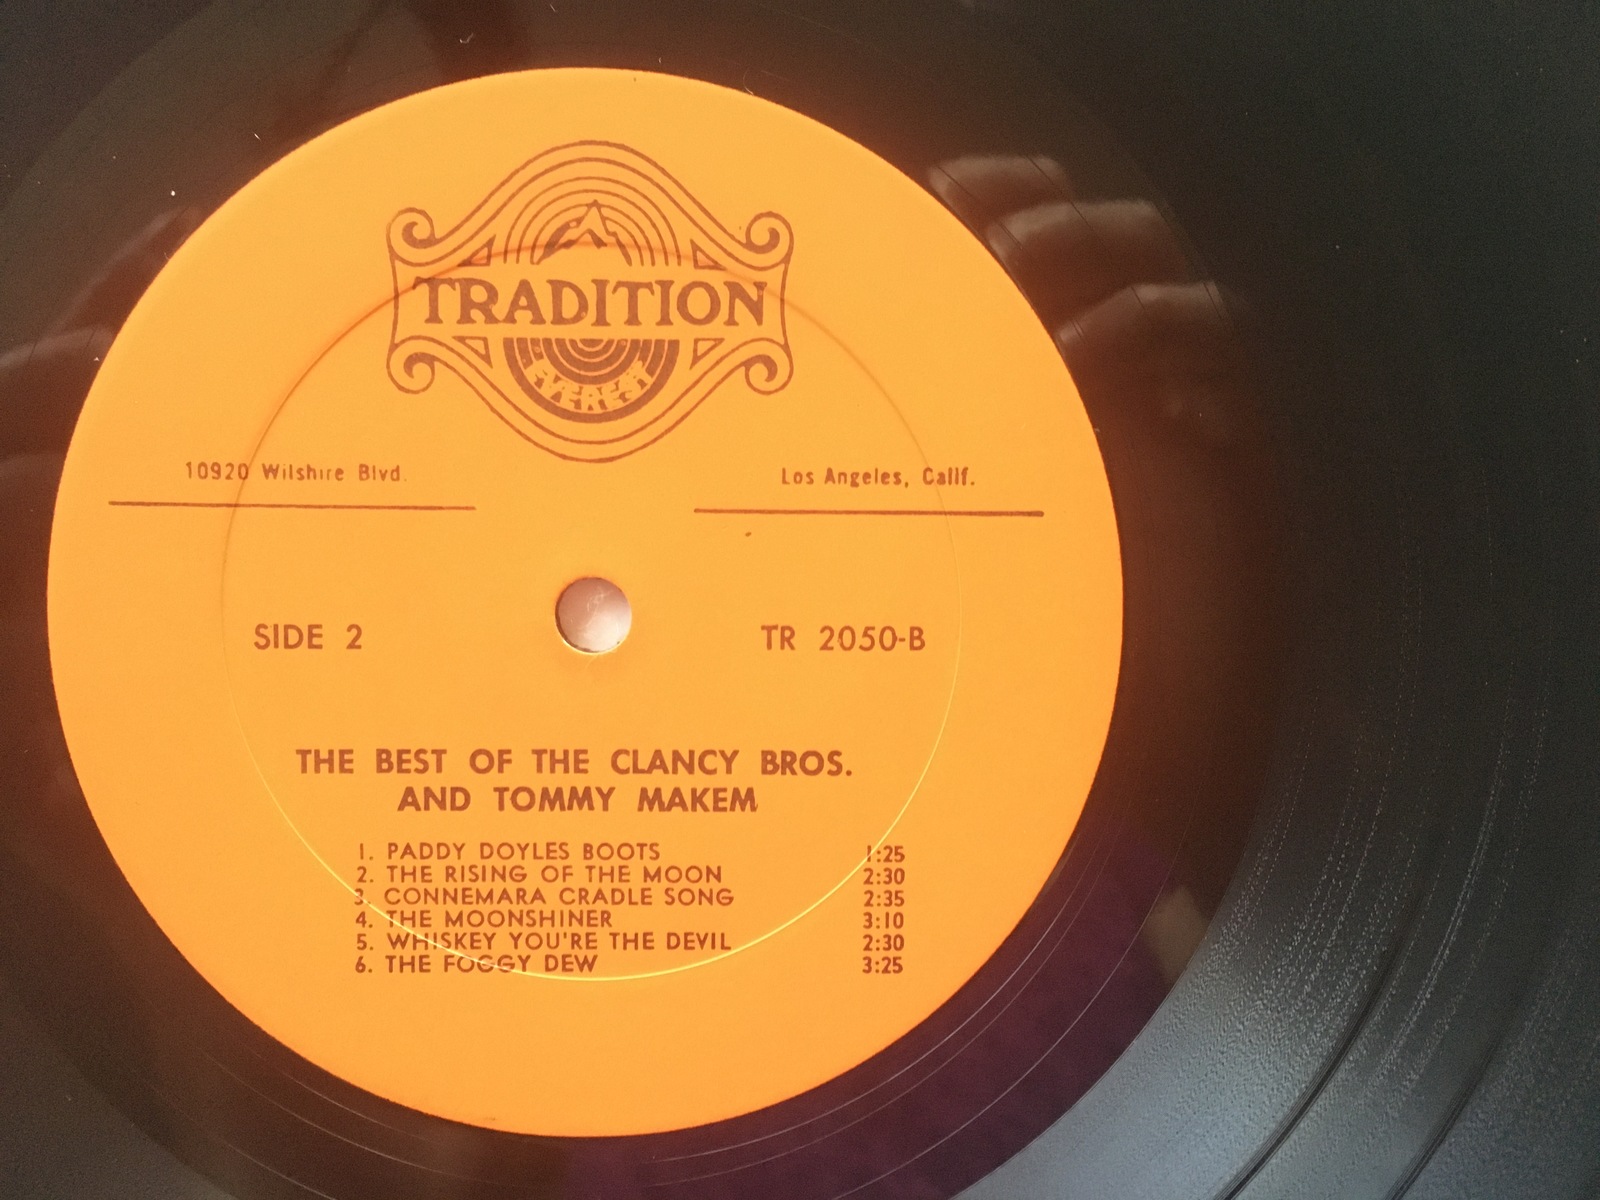 TRADITION
EVEREST
10920 Wilshire Blvd.
Los Angeles, Calif.
SIDE 2
TR 2050-B
THE BEST OF THE CLANCY BROS.
AND TOMMY MAKEM
1. PADDY DOYLES BOOTS 1:25
2. THE RISING OF THE MOON 2:30
3. CONNEMARA CRADLE SONG 2:35
4. THE MOONSHINER 3:10
5. WHISKEY YOU'RE THE DEVIL 2:30
6. THE FOGGY DEW 3:25